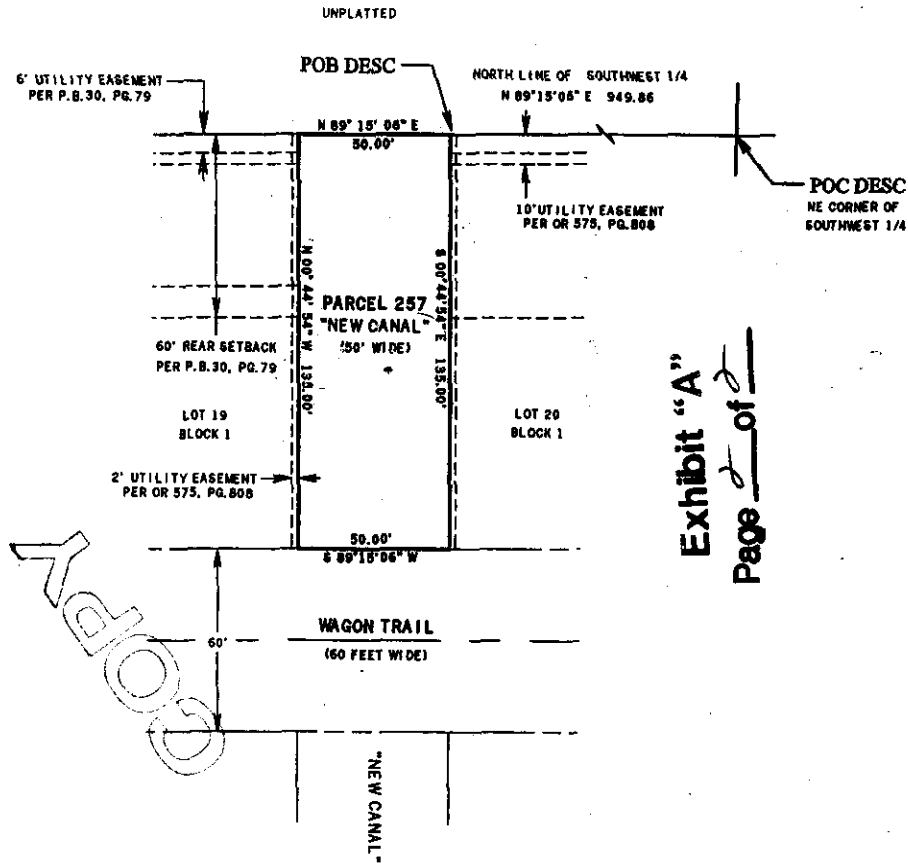 UNPLATTED
POB DESC
6' UTILITY EASEMENT
PER P.B.30, PG.79
NORTH LINE OF SOUTHWEST 1/4
N 89°15'06" E 949.86
N 89° 15' 06" E
50.00'
POC DESC
NE CORNER OF
SOUTHWEST 1/4
10' UTILITY EASEMENT
PER OR 575, PG.808
N 00° 44' 54" W 135.00'
S 00° 44' 54" E 135.00'
PARCEL 257
"NEW CANAL"
(50' WIDE)
60' REAR SETBACK
PER P.B.30, PG.79
LOT 19
BLOCK 1
LOT 20
BLOCK 1
2' UTILITY EASEMENT
PER OR 575, PG.808
50.00'
S 89°15'06" W
Exhibit "A"
Page 2 of 2
60'
WAGON TRAIL
(60 FEET WIDE)
COPY
"NEW CANAL"